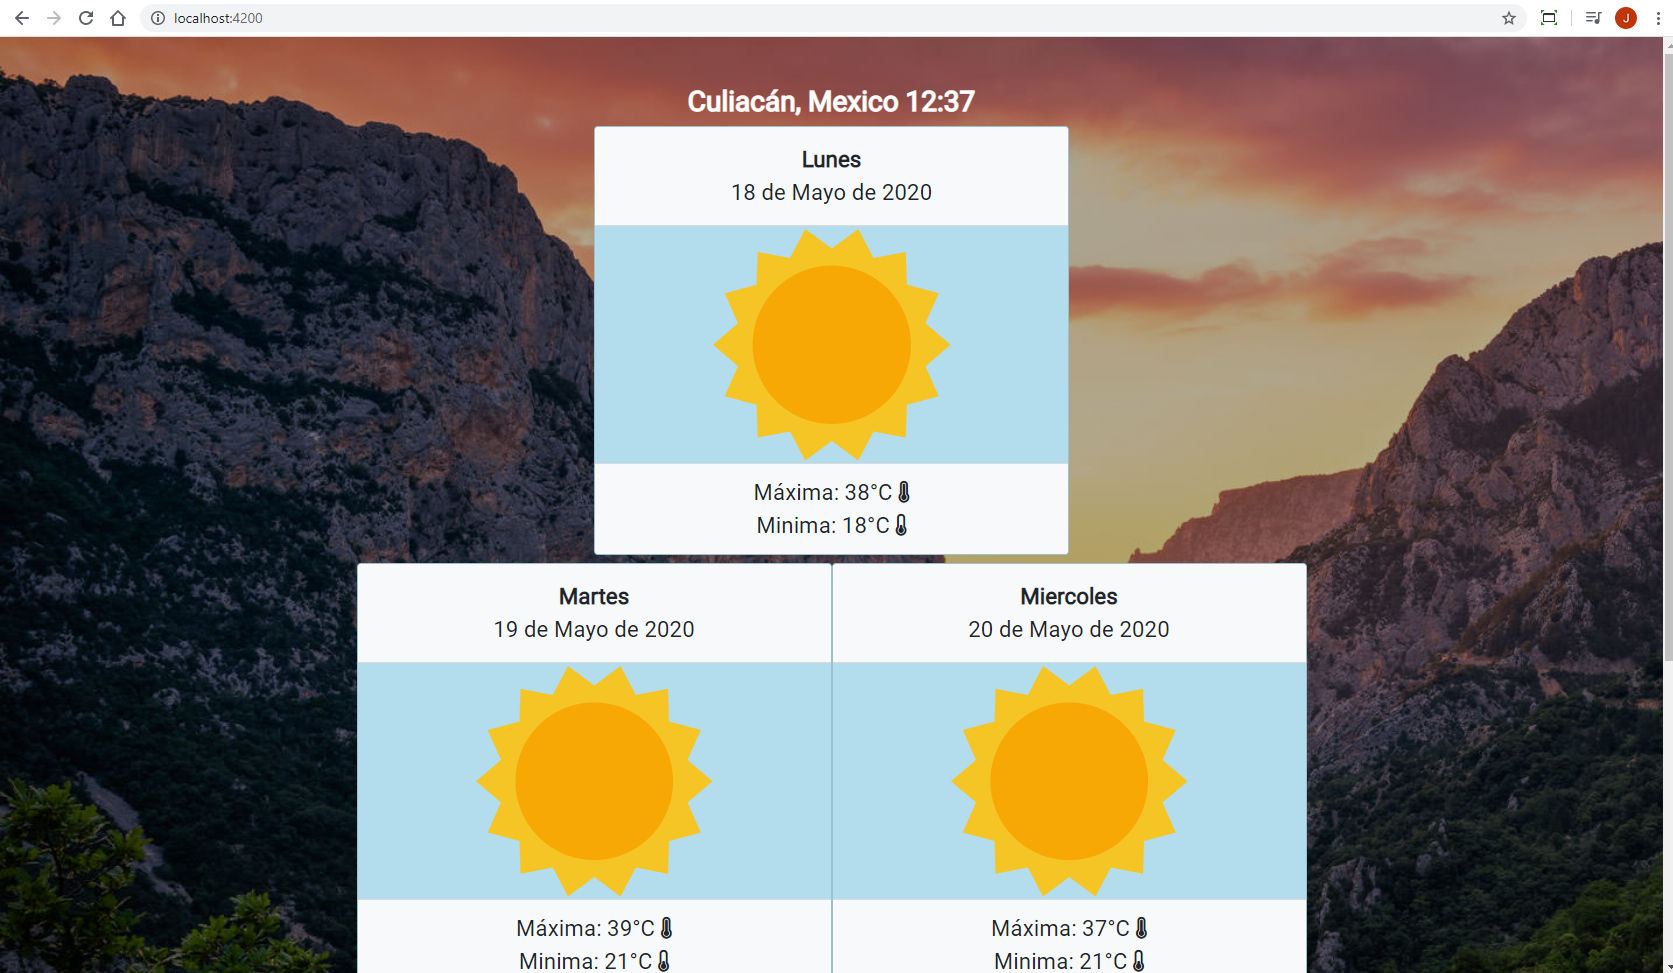 localhost:4200
J
Culiacán, Mexico 12:37
Lunes
18 de Mayo de 2020
Máxima: 38°C
Minima: 18°C
Martes
19 de Mayo de 2020
Máxima: 39°C
Minima: 21°C
Miercoles
20 de Mayo de 2020
Máxima: 37°C
Minima: 21°C